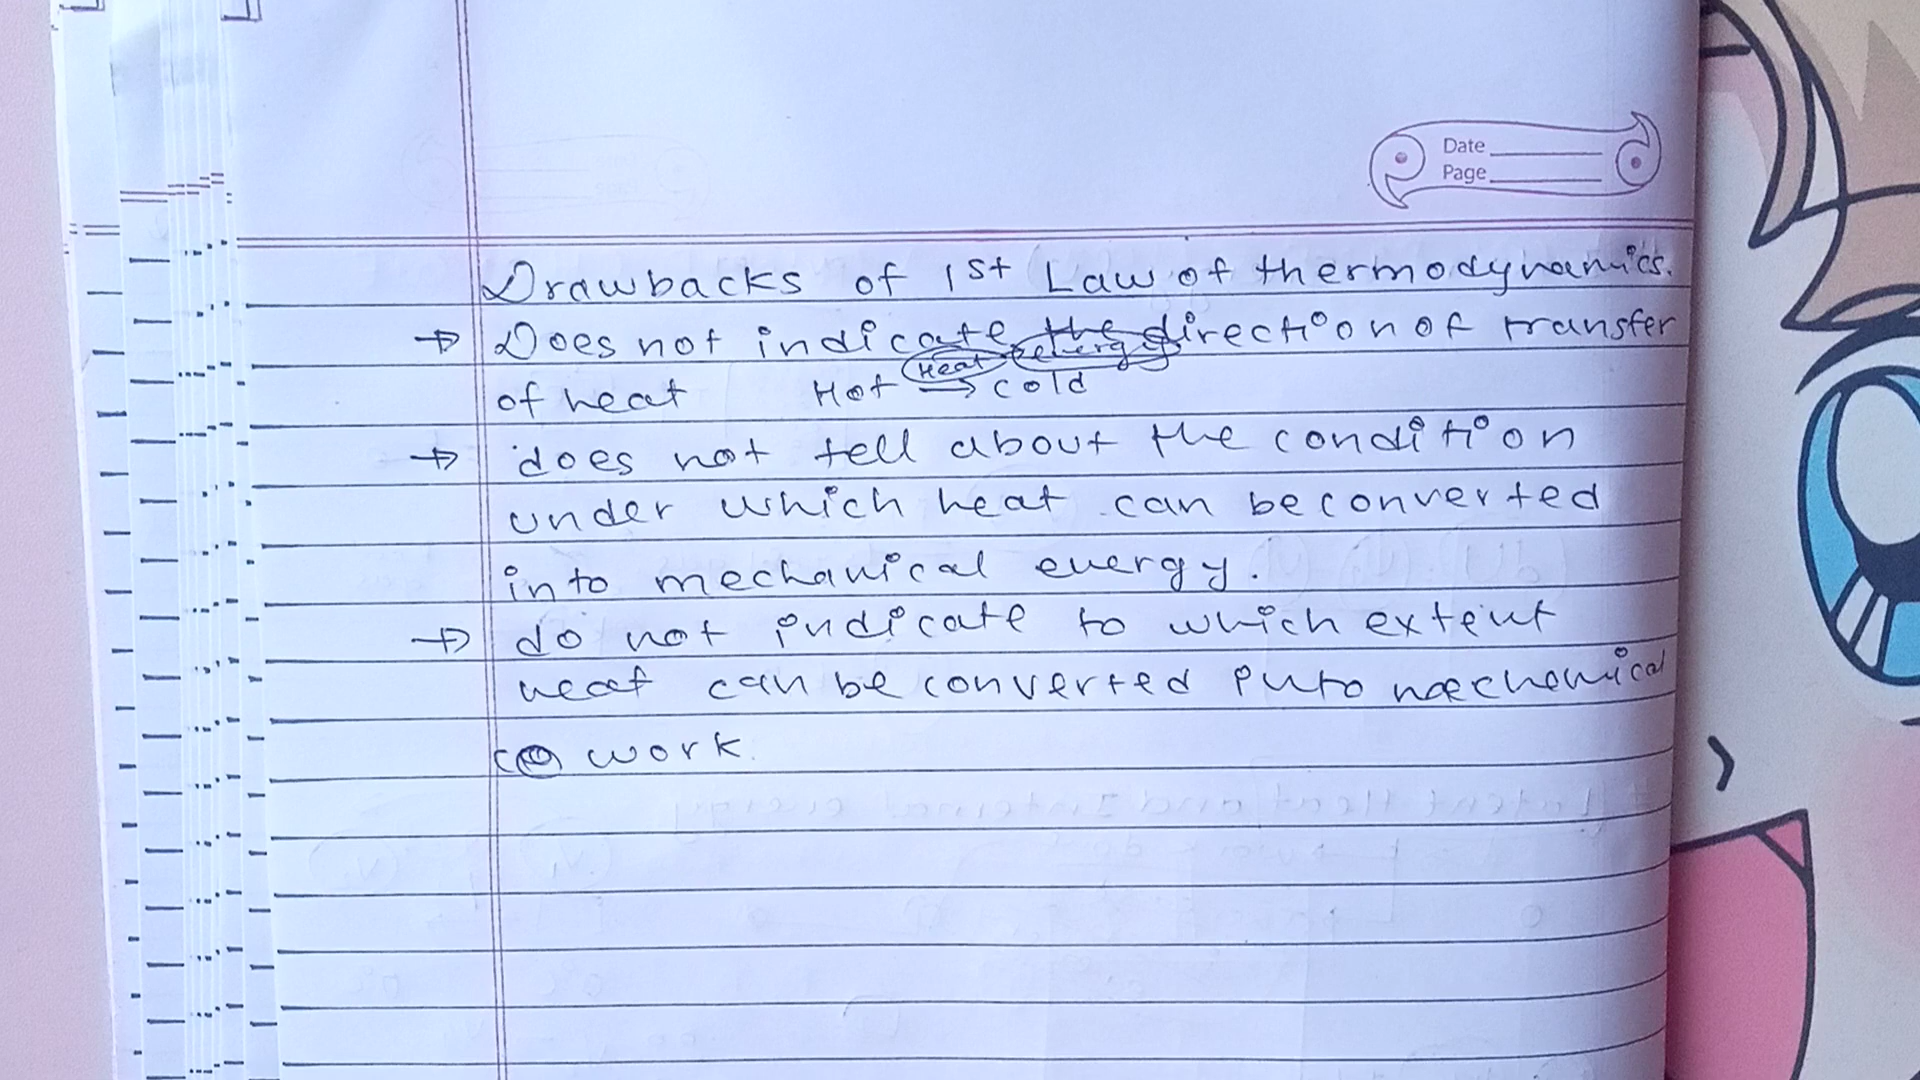 Date
Page
Drawbacks of 1st Law of thermodynamics.
→ Does not indicate the direction of transfer
Heat energy
of heat Hot → cold
→ does not tell about the condition
under which heat can be converted
into mechanical energy.
→ do not indicate to which extent
heat can be converted into mechanical
work.